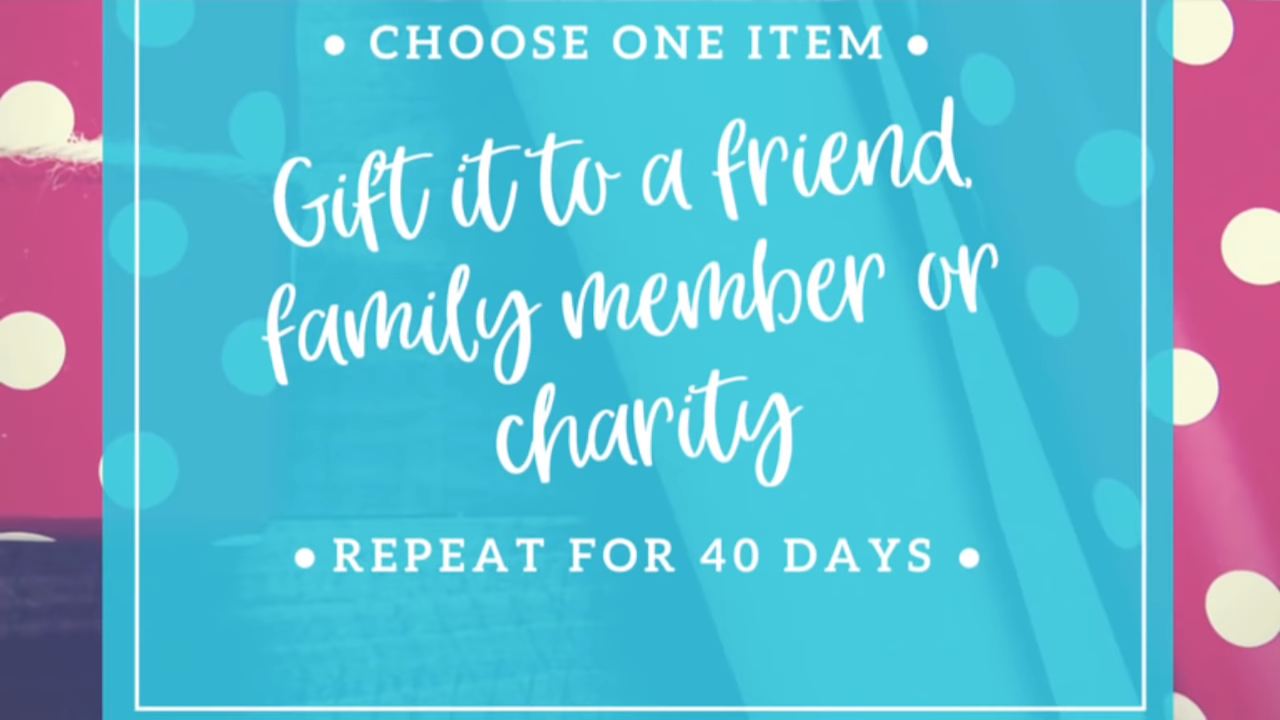 • CHOOSE ONE ITEM •
Gift it to a friend,
family member or
charity
• REPEAT FOR 40 DAYS •